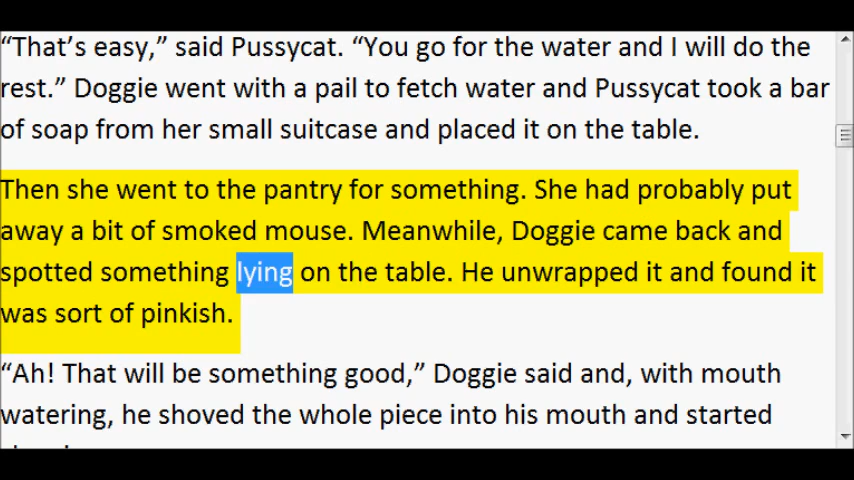 “That’s easy,” said Pussycat. “You go for the water and I will do the
rest.” Doggie went with a pail to fetch water and Pussycat took a bar
of soap from her small suitcase and placed it on the table.
Then she went to the pantry for something. She had probably put
away a bit of smoked mouse. Meanwhile, Doggie came back and
spotted something lying on the table. He unwrapped it and found it
was sort of pinkish.
“Ah! That will be something good,” Doggie said and, with mouth
watering, he shoved the whole piece into his mouth and started